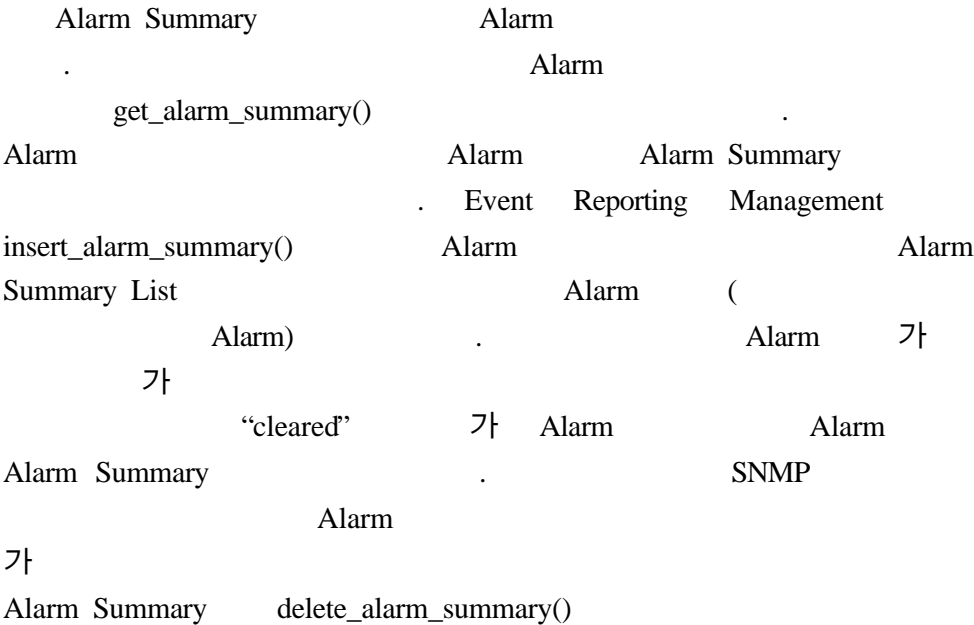 Alarm Summary Alarm
. Alarm
get_alarm_summary() .
Alarm Alarm Alarm Summary
. Event Reporting Management
insert_alarm_summary() Alarm Alarm
Summary List Alarm (
Alarm) . Alarm 가
가
“cleared” 가 Alarm Alarm
Alarm Summary . SNMP
Alarm
가
Alarm Summary delete_alarm_summary()